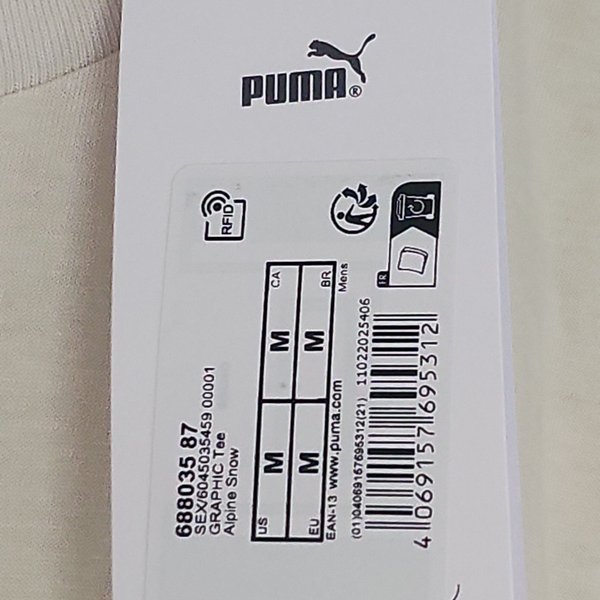 PUMA®
RFID
FR
688035 87
SEX/6045035459 00001
GRAPHIC Tee
Alpine Snow
US M CA M
EU M BR M
Mens
EAN-13 www.puma.com
(01)04069157695312(21) 11022025406
4 069157 695312